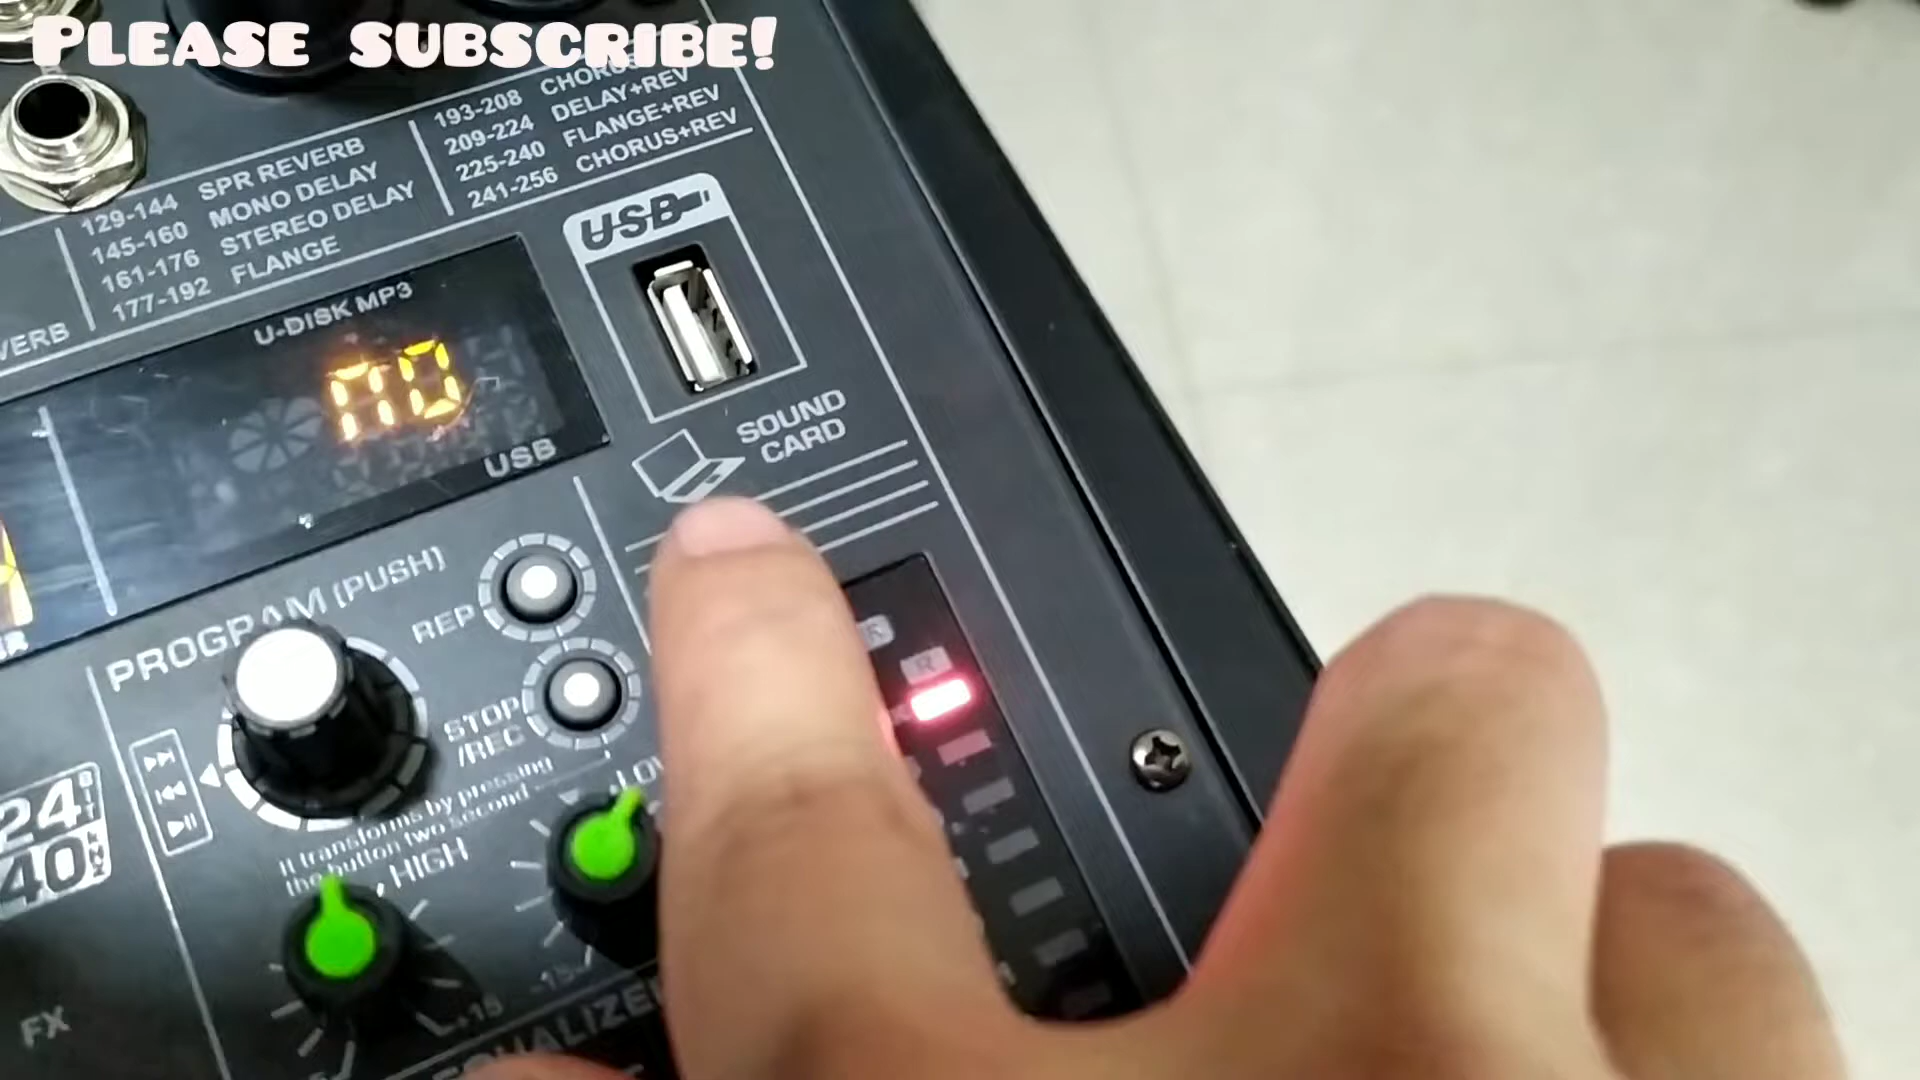 PLEASE SUBSCRIBE!
193-208 CHORUS
209-224 DELAY+REV
225-240 FLANGE+REV
241-256 CHORUS+REV
129-144 SPR REVERB
145-160 MONO DELAY
161-176 STEREO DELAY
177-192 FLANGE
VERB
USB
U-DISK MP3
USB
SOUND
CARD
PROGRAM (PUSH)
REP
STOP
/REC
R
It transforms by pressing
the button two second
24 BIT
40
HIGH
LOW
+15
-15
EQUALIZER
FX